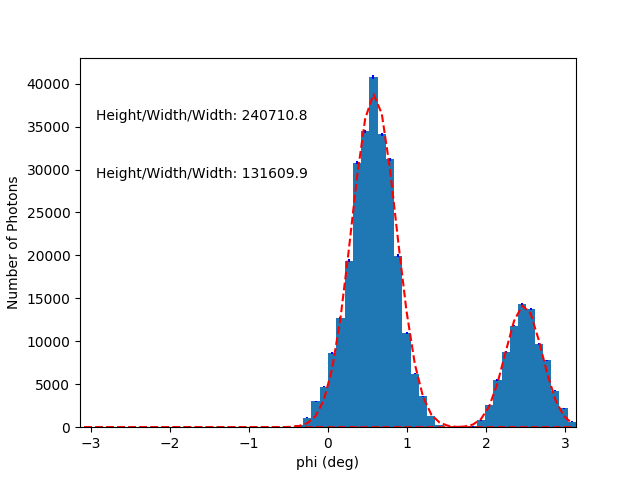 40000
35000
30000
25000
20000
15000
10000
5000
0
Number of Photons
Height/Width/Width: 240710.8
Height/Width/Width: 131609.9
−3 −2 −1 0 1 2 3
phi (deg)